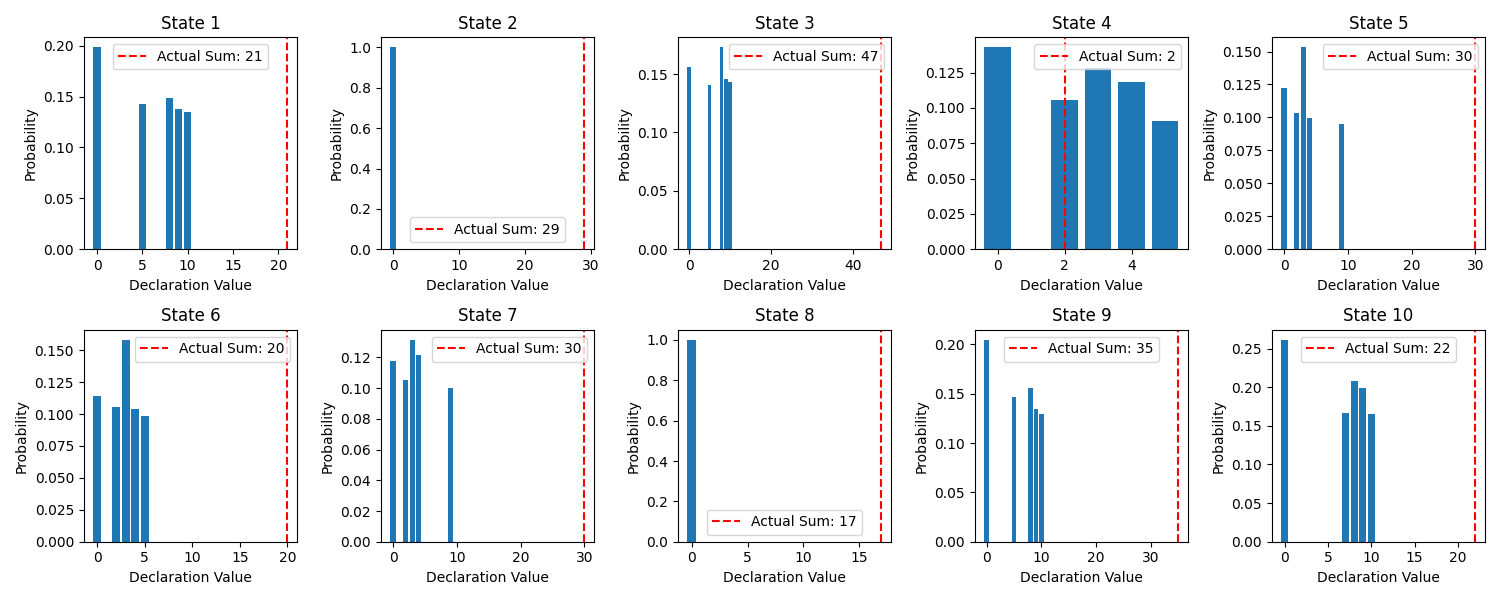 State 1
State 2
State 3
State 4
State 5
Actual Sum: 21
Actual Sum: 29
Actual Sum: 47
Actual Sum: 2
Actual Sum: 30
Probability
0.20
0.15
0.10
0.05
0.00
0 5 10 15 20
Declaration Value
Probability
1.0
0.8
0.6
0.4
0.2
0.0
0 10 20 30
Declaration Value
Probability
0.15
0.10
0.05
0.00
0 20 40
Declaration Value
Probability
0.125
0.100
0.075
0.050
0.025
0.000
0 2 4
Declaration Value
Probability
0.150
0.125
0.100
0.075
0.050
0.025
0.000
0 10 20 30
Declaration Value
State 6
State 7
State 8
State 9
State 10
Actual Sum: 20
Actual Sum: 30
Actual Sum: 17
Actual Sum: 35
Actual Sum: 22
Probability
0.150
0.125
0.100
0.075
0.050
0.025
0.000
0 5 10 15 20
Declaration Value
Probability
0.12
0.10
0.08
0.06
0.04
0.02
0.00
0 10 20 30
Declaration Value
Probability
1.0
0.8
0.6
0.4
0.2
0.0
0 5 10 15
Declaration Value
Probability
0.20
0.15
0.10
0.05
0.00
0 10 20 30
Declaration Value
Probability
0.25
0.20
0.15
0.10
0.05
0.00
0 5 10 15 20
Declaration Value